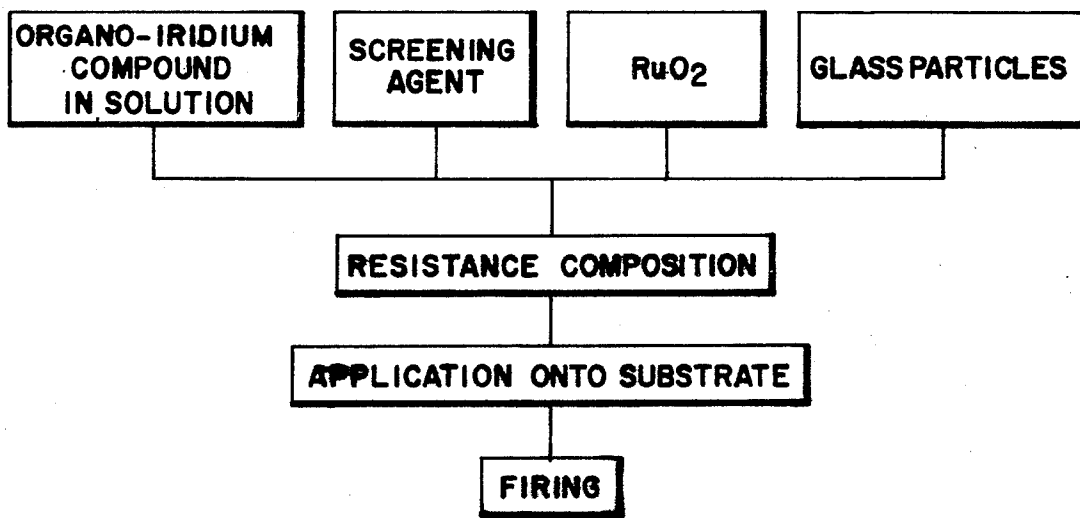 ORGANO-IRIDIUM
COMPOUND
IN SOLUTION
SCREENING
AGENT
RuO2
GLASS PARTICLES
RESISTANCE COMPOSITION
APPLICATION ONTO SUBSTRATE
FIRING